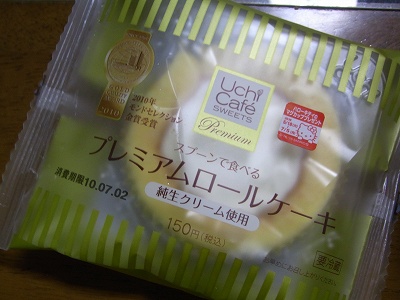 Uchi
Café
SWEETS
Premium
2010年
モンドセレクション
金賞受賞
2010
スプーンで食べる
プレミアムロールケーキ
純生クリーム使用
消費期限10.07.02
150円(税込)
要冷蔵